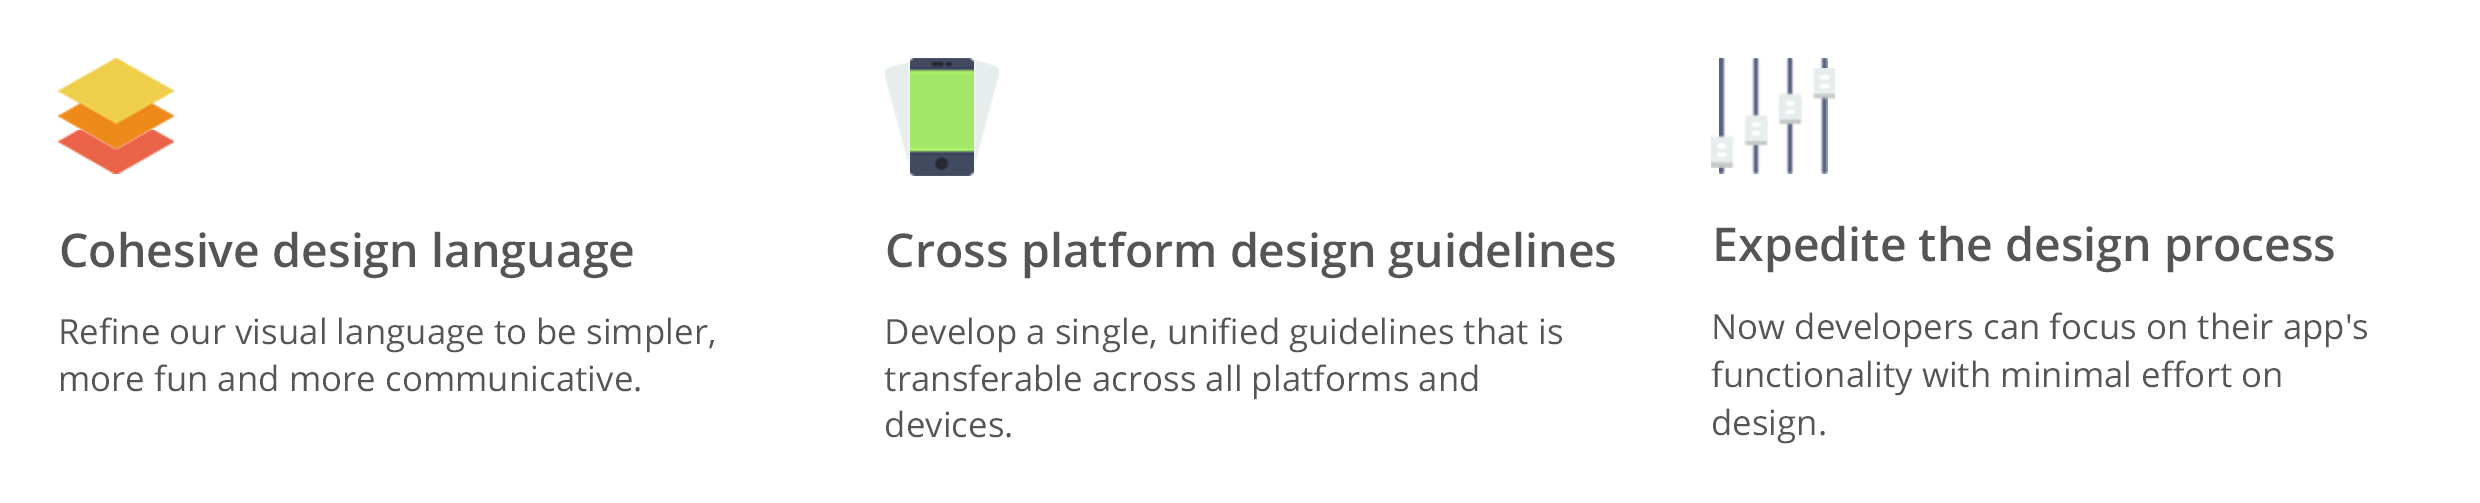 Cohesive design language
Refine our visual language to be simpler,
more fun and more communicative.
Cross platform design guidelines
Develop a single, unified guidelines that is
transferable across all platforms and
devices.
Expedite the design process
Now developers can focus on their app's
functionality with minimal effort on
design.